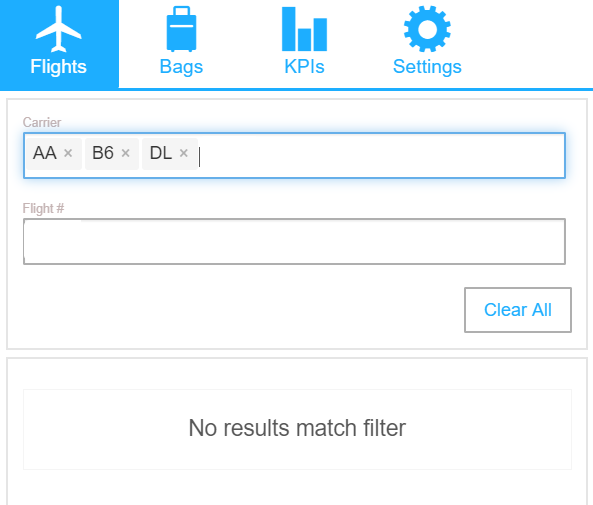 Flights Bags KPIs Settings
Carrier
AA × B6 × DL ×
Flight #
Clear All
No results match filter